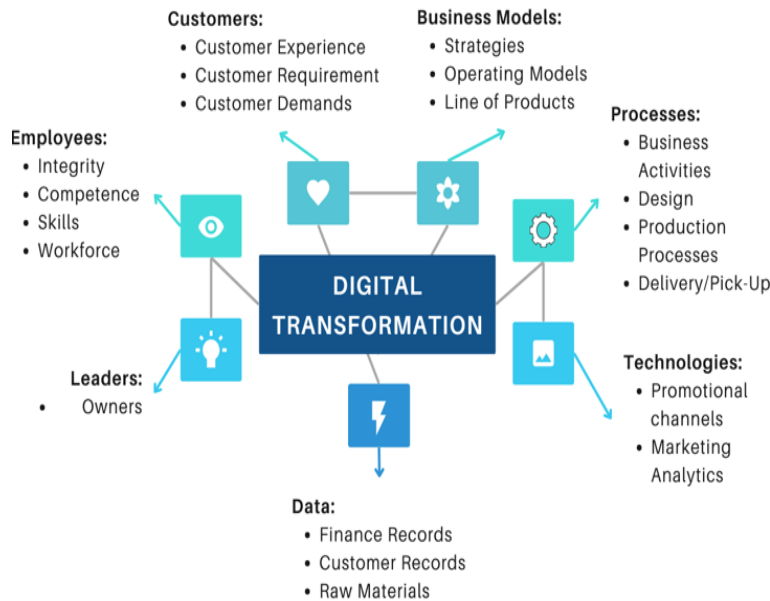 Customers:
• Customer Experience
• Customer Requirement
• Customer Demands
Business Models:
• Strategies
• Operating Models
• Line of Products
Employees:
• Integrity
• Competence
• Skills
• Workforce
Processes:
• Business
Activities
• Design
• Production
Processes
• Delivery/Pick-Up
DIGITAL
TRANSFORMATION
Leaders:
• Owners
Technologies:
• Promotional
channels
• Marketing
Analytics
Data:
• Finance Records
• Customer Records
• Raw Materials